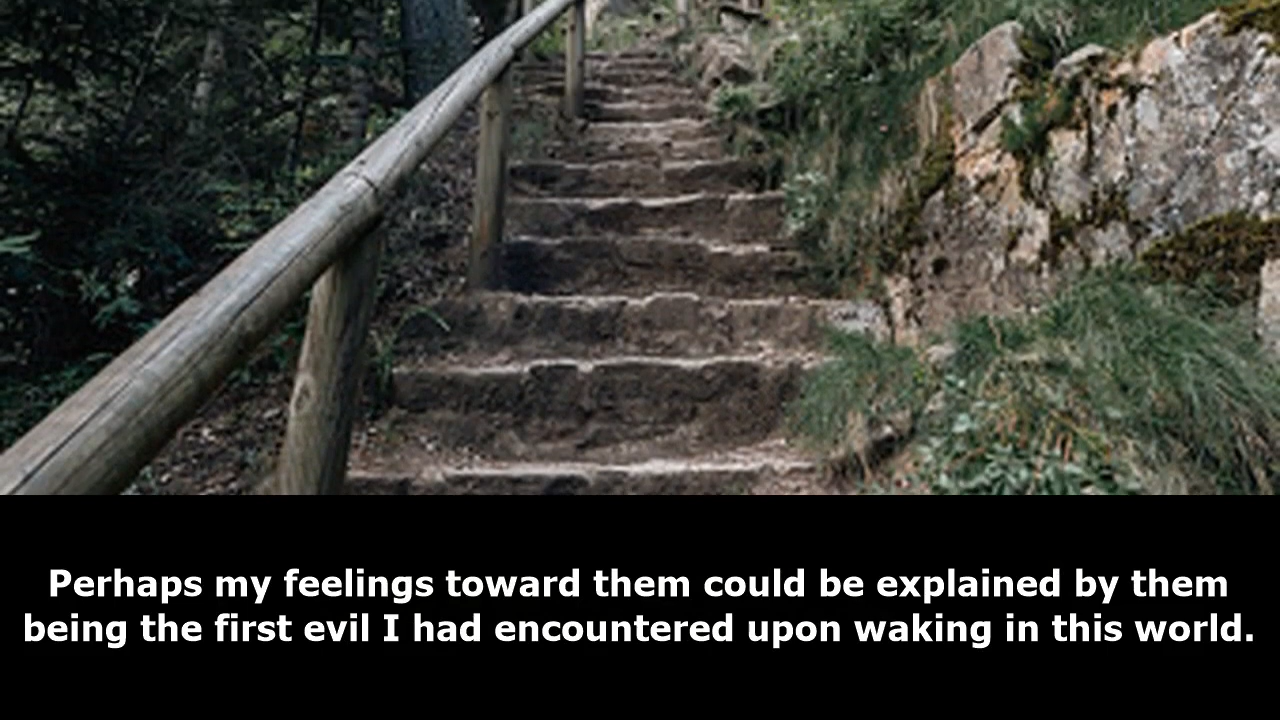 Perhaps my feelings toward them could be explained by them
being the first evil I had encountered upon waking in this world.